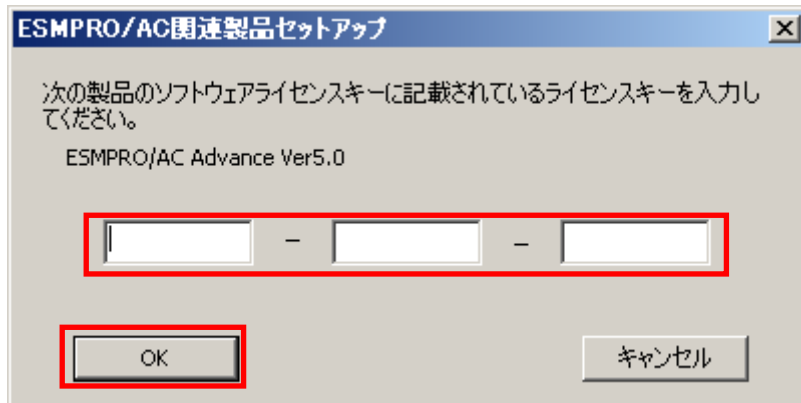 ESMPRO/AC関連製品セットアップ
次の製品のソフトウェアライセンスキーに記載されているライセンスキーを入力し
てください。
ESMPRO/AC Advance Ver5.0
– –
OK キャンセル